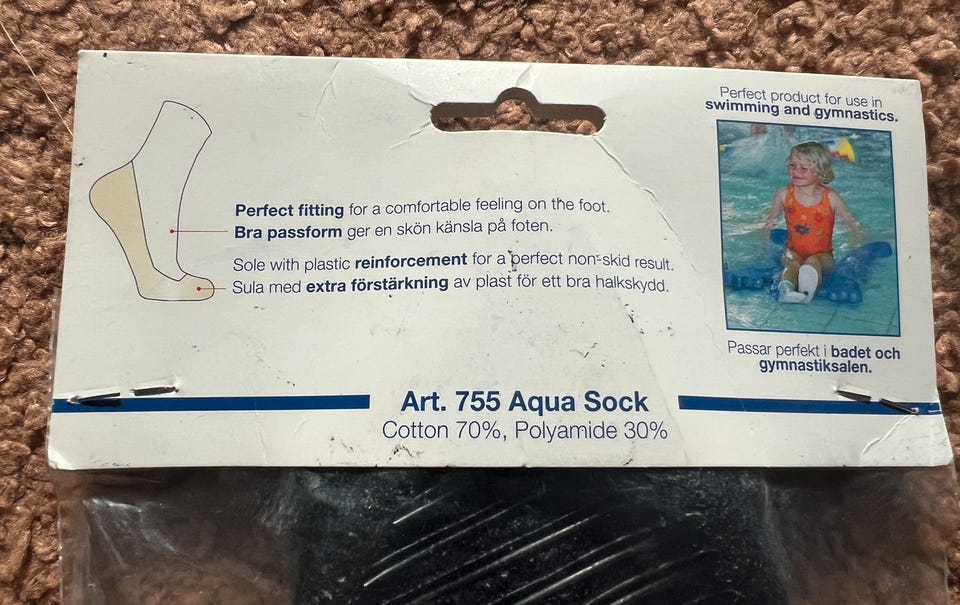 Perfect product for use in
swimming and gymnastics.
Perfect fitting for a comfortable feeling on the foot.
Bra passform ger en skön känsla på foten.
Sole with plastic reinforcement for a perfect non-skid result.
Sula med extra förstärkning av plast för ett bra halkskydd.
Passar perfekt i badet och
gymnastiksalen.
Art. 755 Aqua Sock
Cotton 70%, Polyamide 30%